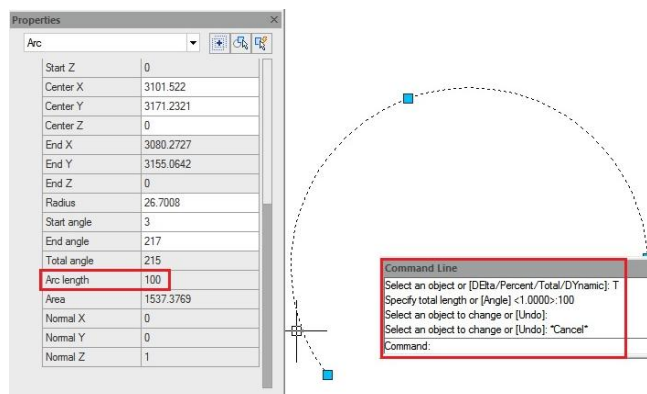 Properties
Arc
Start Z 0
Center X 3101.522
Center Y 3171.2321
Center Z 0
End X 3080.2727
End Y 3155.0642
End Z 0
Radius 26.7008
Start angle 3
End angle 217
Total angle 215
Arc length 100
Area 1537.3769
Normal X 0
Normal Y 0
Normal Z 1
Command Line
Select an object or [DElta/Percent/Total/DYnamic]: T
Specify total length or [Angle] <1.0000>:100
Select an object to change or [Undo]:
Select an object to change or [Undo]: *Cancel*
Command: